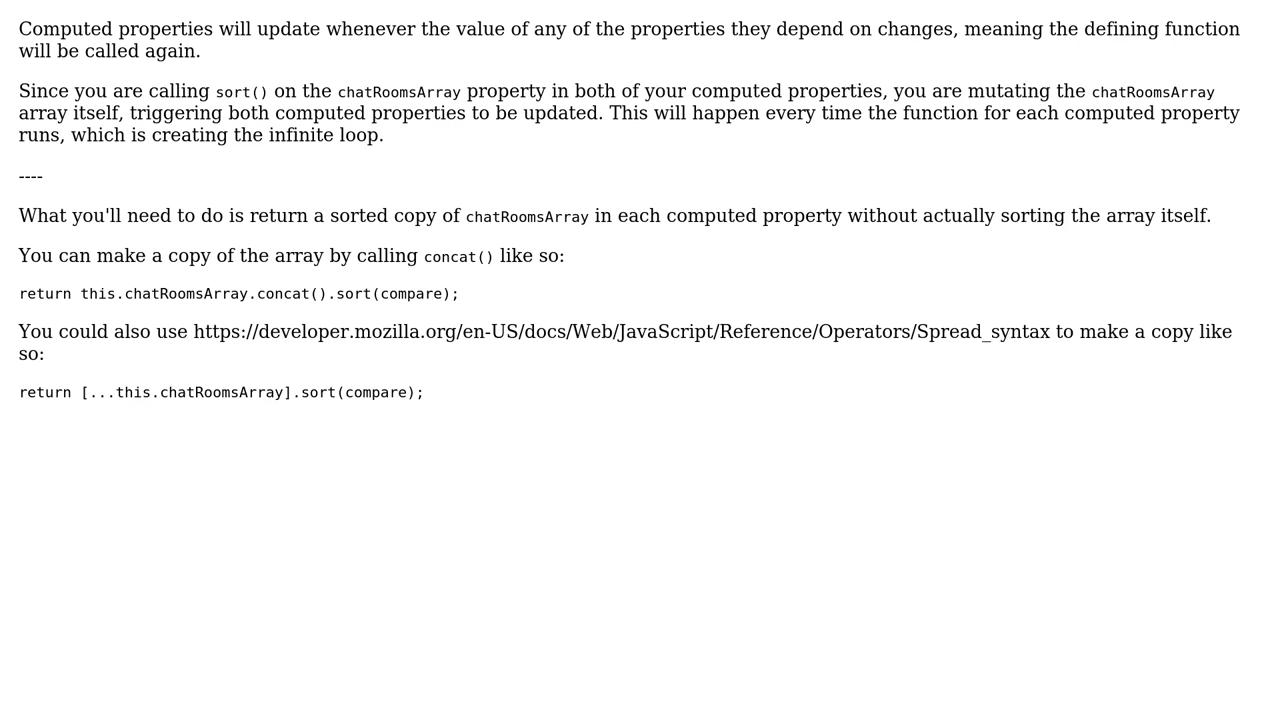 Computed properties will update whenever the value of any of the properties they depend on changes, meaning the defining function
will be called again.
Since you are calling sort() on the chatRoomsArray property in both of your computed properties, you are mutating the chatRoomsArray
array itself, triggering both computed properties to be updated. This will happen every time the function for each computed property
runs, which is creating the infinite loop.
----
What you'll need to do is return a sorted copy of chatRoomsArray in each computed property without actually sorting the array itself.
You can make a copy of the array by calling concat() like so:
return this.chatRoomsArray.concat().sort(compare);
You could also use https://developer.mozilla.org/en-US/docs/Web/JavaScript/Reference/Operators/Spread_syntax to make a copy like
so:
return [...this.chatRoomsArray].sort(compare);